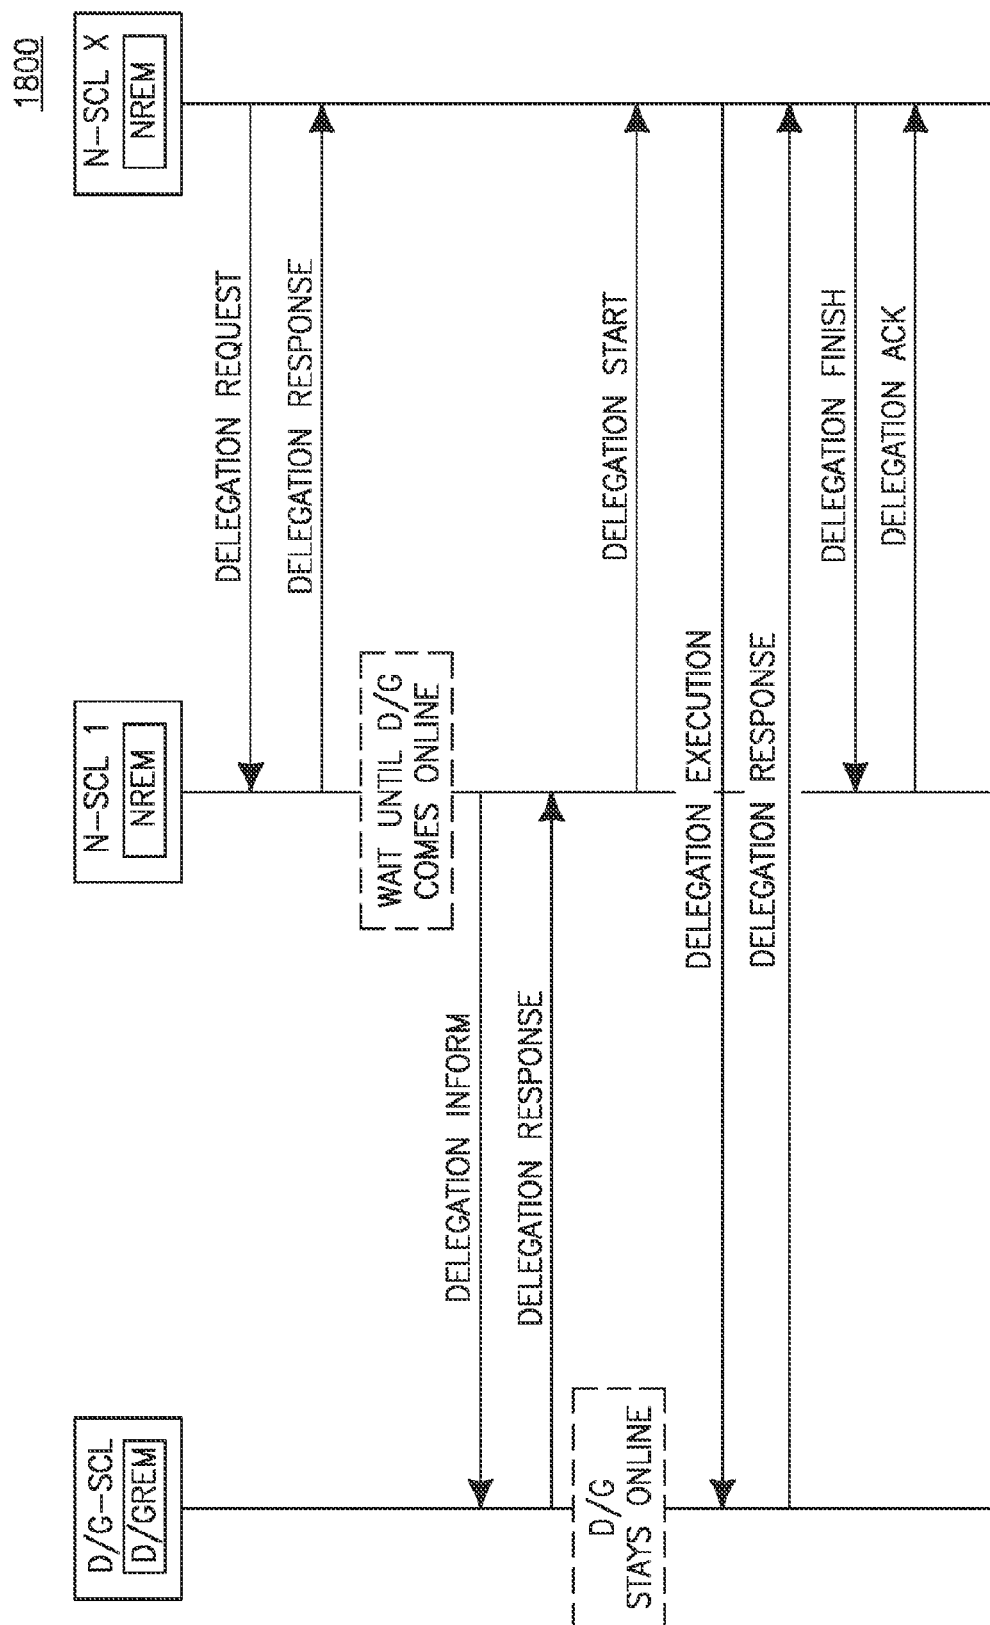 1800
D/G-SCL
D/GREM
N-SCL 1
NREM
N-SCL X
NREM
DELEGATION REQUEST
DELEGATION RESPONSE
WAIT UNTIL D/G
COMES ONLINE
DELEGATION INFORM
DELEGATION RESPONSE
D/G
STAYS ONLINE
DELEGATION START
DELEGATION EXECUTION
DELEGATION RESPONSE
DELEGATION FINISH
DELEGATION ACK